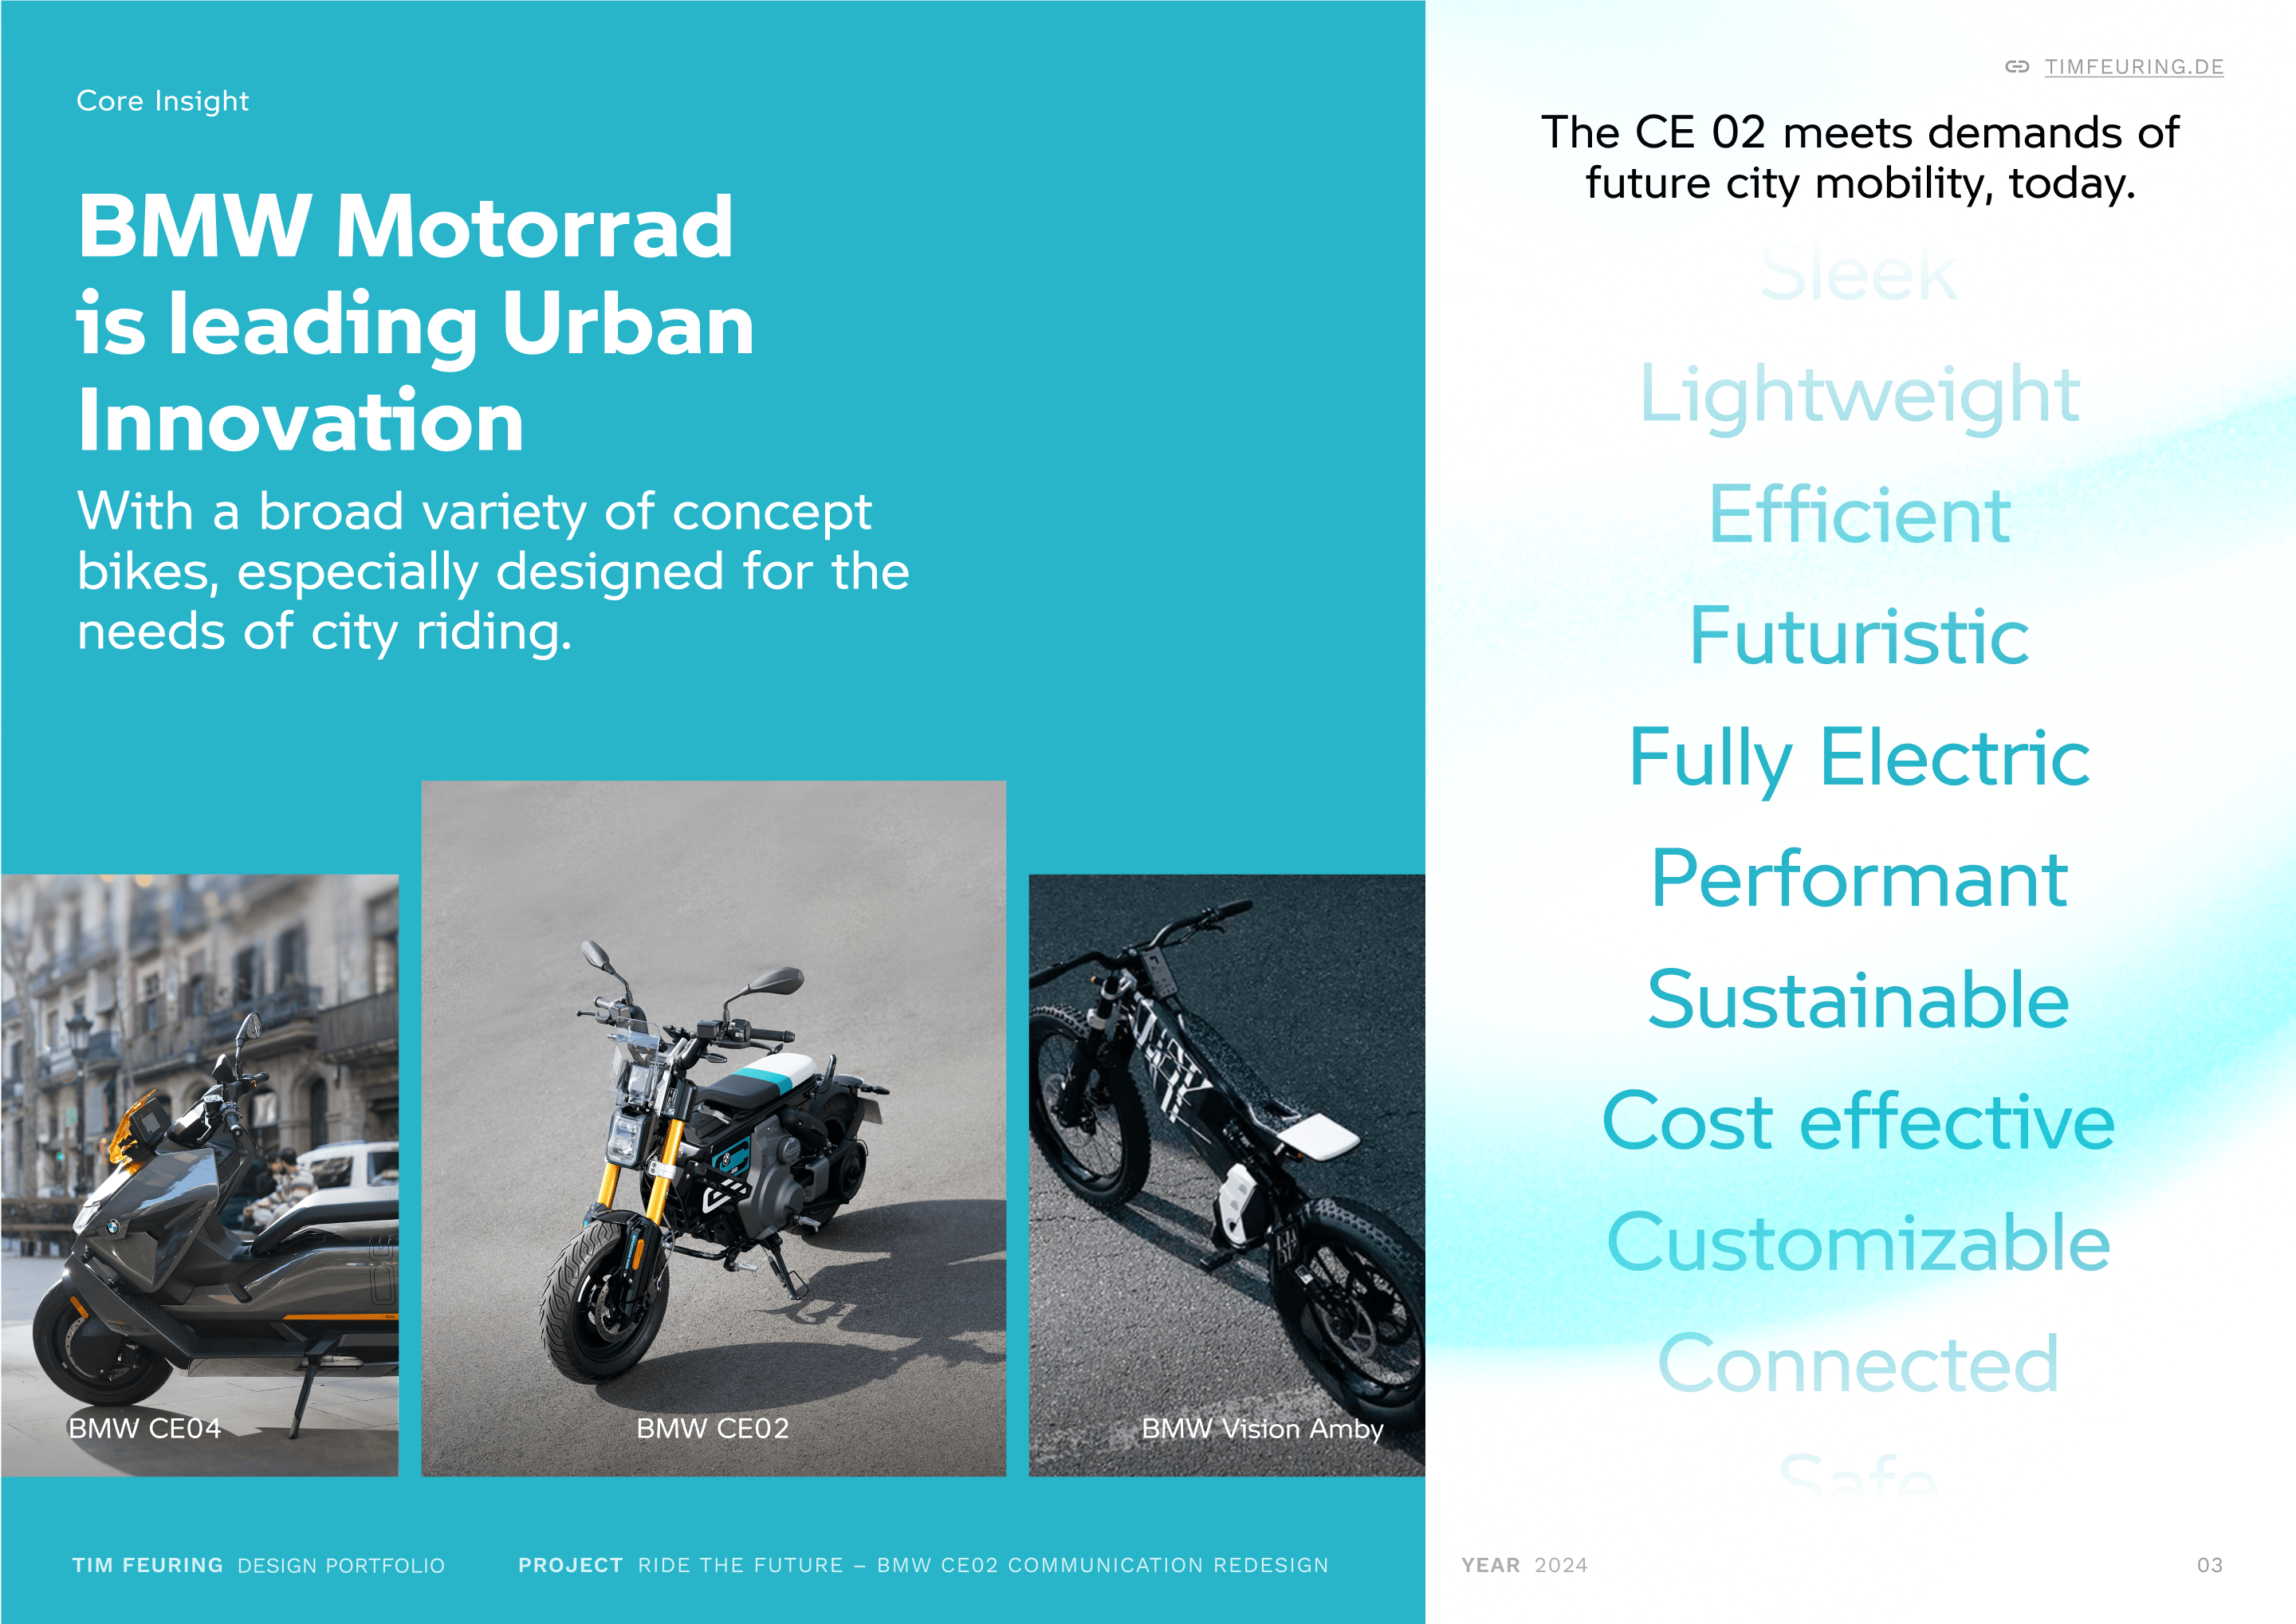 Core Insight
BMW Motorrad
is leading Urban
Innovation
With a broad variety of concept
bikes, especially designed for the
needs of city riding.
BMW CE04
BMW CE02
BMW Vision Amby
TIM FEURING DESIGN PORTFOLIO
PROJECT RIDE THE FUTURE – BMW CE02 COMMUNICATION REDESIGN
TIMFEURING.DE
The CE 02 meets demands of
future city mobility, today.
Sleek
Lightweight
Efficient
Futuristic
Fully Electric
Performant
Sustainable
Cost effective
Customizable
Connected
Safe
YEAR 2024
03